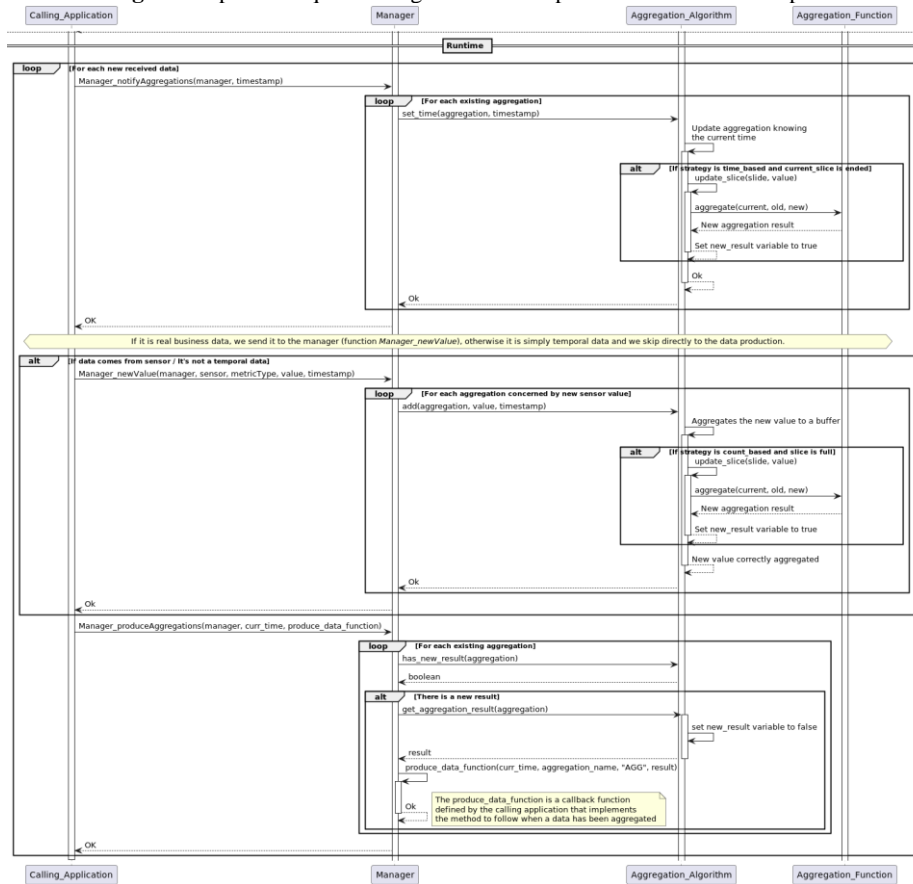 Calling_Application
Manager
Aggregation_Algorithm
Aggregation_Function
Runtime
loop [For each new received data]
Manager_notifyAggregations(manager, timestamp)
loop [For each existing aggregation]
set_time(aggregation, timestamp)
Update aggregation knowing
the current time
alt [If strategy is time_based and current_slice is ended]
update_slice(slide, value)
aggregate(current, old, new)
New aggregation result
Set new_result variable to true
Ok
Ok
OK
If it is real business data, we send it to the manager (function Manager_newValue), otherwise it is simply temporal data and we skip directly to the data production.
alt [If data comes from sensor / it's not a temporal data]
Manager_newValue(manager, sensor, metricType, value, timestamp)
loop [For each aggregation concerned by new sensor value]
add(aggregation, value, timestamp)
Aggregates the new value to a buffer
alt [If strategy is count_based and slice is full]
update_slice(slide, value)
aggregate(current, old, new)
New aggregation result
Set new_result variable to true
New value correctly aggregated
Ok
Ok
Manager_produceAggregations(manager, curr_time, produce_data_function)
loop [For each existing aggregation]
has_new_result(aggregation)
boolean
alt [There is a new result]
get_aggregation_result(aggregation)
set new_result variable to false
result
produce_data_function(curr_time, aggregation_name, "AGG", result)
The produce_data_function is a callback function
Ok
defined by the calling application that implements
the method to follow when a data has been aggregated
OK
Calling_Application
Manager
Aggregation_Algorithm
Aggregation_Function